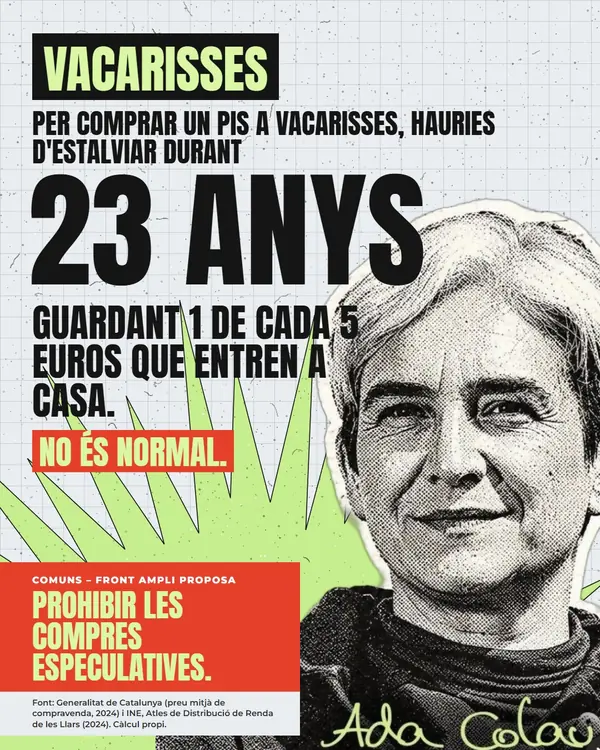 VACARISSES
PER COMPRAR UN PIS A VACARISSES, HAURIES
D'ESTALVIAR DURANT
23 ANYS
GUARDANT 1 DE CADA 5
EUROS QUE ENTREN A
CASA.
NO ÉS NORMAL.
COMUNS – FRONT AMPLI PROPOSA
PROHIBIR LES
COMPRES
ESPECULATIVES.
Font: Generalitat de Catalunya (preu mitjà de
compravenda, 2024) i INE, Atles de Distribució de Renda
de les Llars (2024). Càlcul propi.
Ada Colau